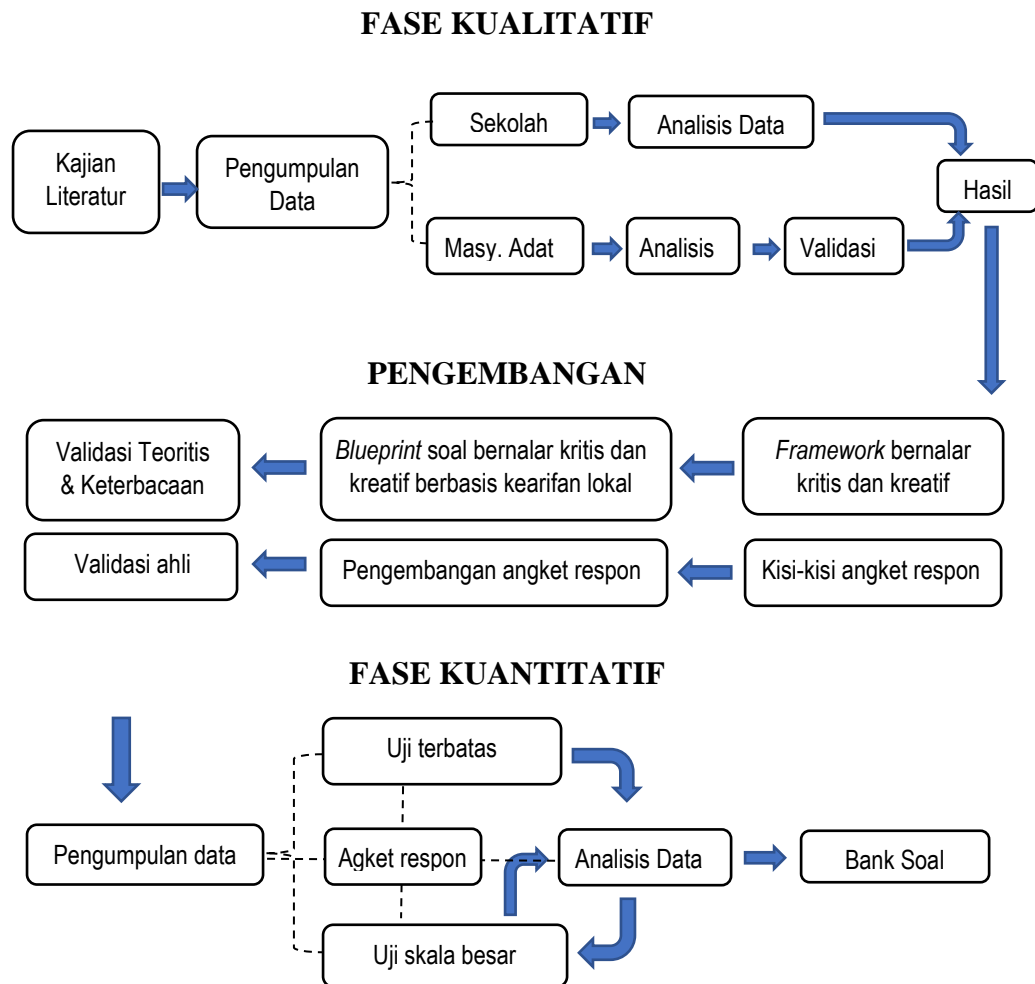 FASE KUALITATIF
Kajian
Literatur
Pengumpulan
Data
Sekolah
Analisis Data
Masy. Adat
Analisis
Validasi
Hasil
PENGEMBANGAN
Validasi Teoritis
& Keterbacaan
Blueprint soal bernalar kritis dan
kreatif berbasis kearifan lokal
Framework bernalar
kritis dan kreatif
Validasi ahli
Pengembangan angket respon
Kisi-kisi angket respon
FASE KUANTITATIF
Uji terbatas
Pengumpulan data
Agket respon
Analisis Data
Bank Soal
Uji skala besar